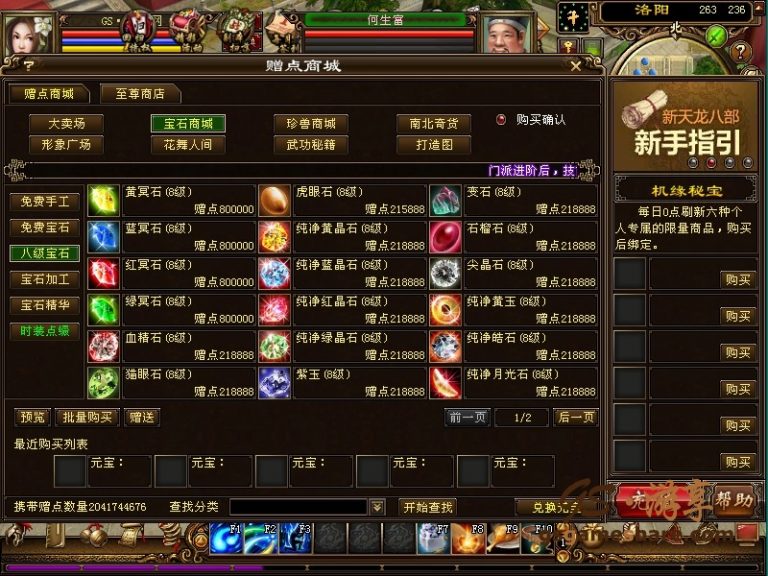 GS
何生富
洛阳
263 236
北
?
赠点商城
赠点商城 至尊商店
大卖场 宝石商城 珍兽商城 南北奇货 购买确认
形象广场 花舞人间 武功秘籍 打造图
门派进阶后，技
免费手工
免费宝石
八级宝石
宝石加工
宝石精华
时装点缀
黄冥石(8级) 虎眼石(8级) 变石(8级)
赠点800000 赠点215888 赠点218888
蓝冥石(8级) 纯净黄晶石(8级) 石榴石(8级)
赠点800000 赠点218888 赠点218888
红冥石(8级) 纯净蓝晶石(8级) 尖晶石(8级)
赠点800000 赠点218888 赠点218888
绿冥石(8级) 纯净红晶石(8级) 纯净黄玉(8级)
赠点800000 赠点218888 赠点218888
血精石(8级) 纯净绿晶石(8级) 纯净皓石(8级)
赠点218888 赠点218888 赠点218888
猫眼石(8级) 紫玉(8级) 纯净月光石(8级)
赠点218888 赠点218888 赠点218888
预览 批量购买 赠送 前一页 1/2 后一页
最近购买列表
元宝： 元宝： 元宝： 元宝： 元宝：
携带赠点数量2041744676 查找分类 开始查找
新天龙八部
新手指引
机缘秘宝
每日0点刷新六种个
人专属的限量商品，购买
后绑定。
购买
购买
购买
购买
购买
购买
游享
帮助
F1 F2 F3 F7 F8 F9 F10